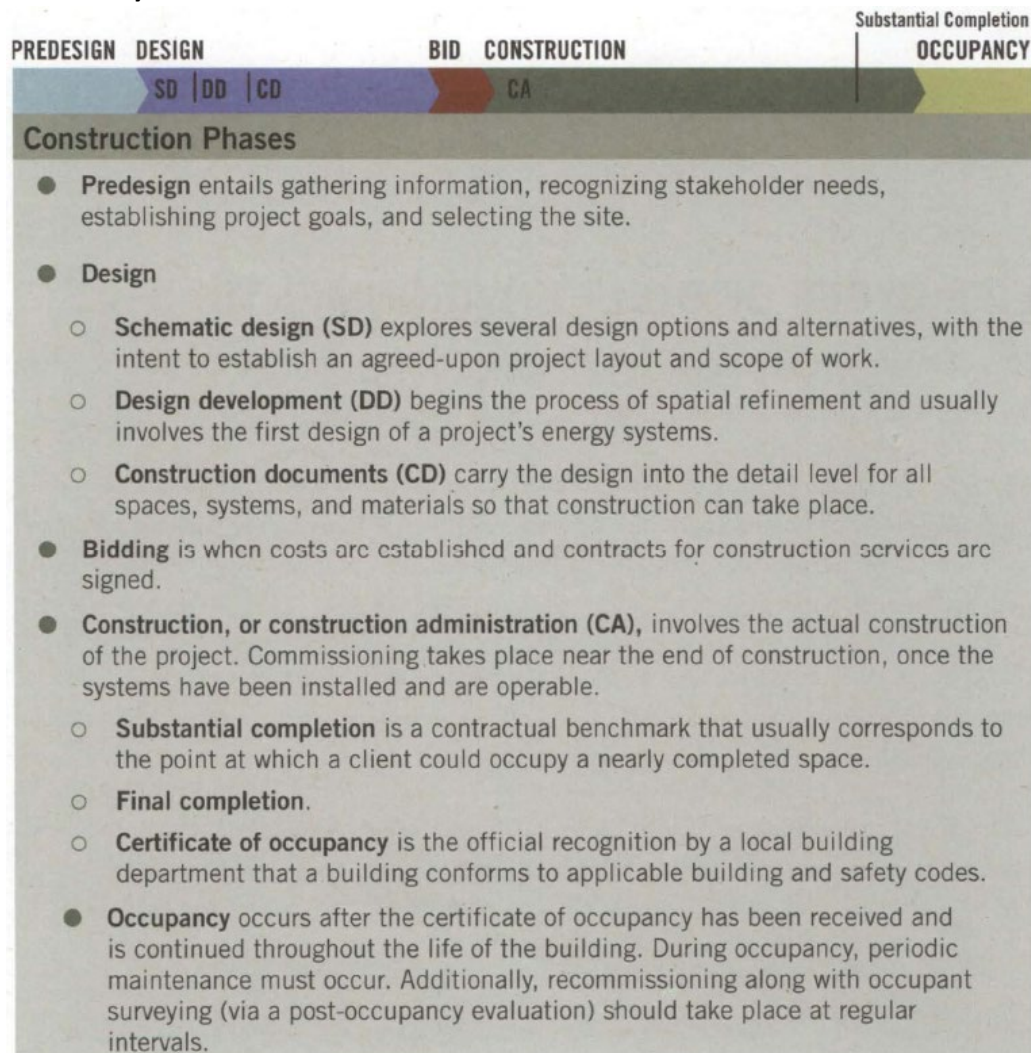 Substantial Completion
PREDESIGN DESIGN BID CONSTRUCTION OCCUPANCY
SD DD CD CA
Construction Phases
● Predesign entails gathering information, recognizing stakeholder needs,
establishing project goals, and selecting the site.
● Design
○ Schematic design (SD) explores several design options and alternatives, with the
intent to establish an agreed-upon project layout and scope of work.
○ Design development (DD) begins the process of spatial refinement and usually
involves the first design of a project's energy systems.
○ Construction documents (CD) carry the design into the detail level for all
spaces, systems, and materials so that construction can take place.
● Bidding is when costs are established and contracts for construction services are
signed.
● Construction, or construction administration (CA), involves the actual construction
of the project. Commissioning takes place near the end of construction, once the
systems have been installed and are operable.
○ Substantial completion is a contractual benchmark that usually corresponds to
the point at which a client could occupy a nearly completed space.
○ Final completion.
○ Certificate of occupancy is the official recognition by a local building
department that a building conforms to applicable building and safety codes.
● Occupancy occurs after the certificate of occupancy has been received and
is continued throughout the life of the building. During occupancy, periodic
maintenance must occur. Additionally, recommissioning along with occupant
surveying (via a post-occupancy evaluation) should take place at regular
intervals.